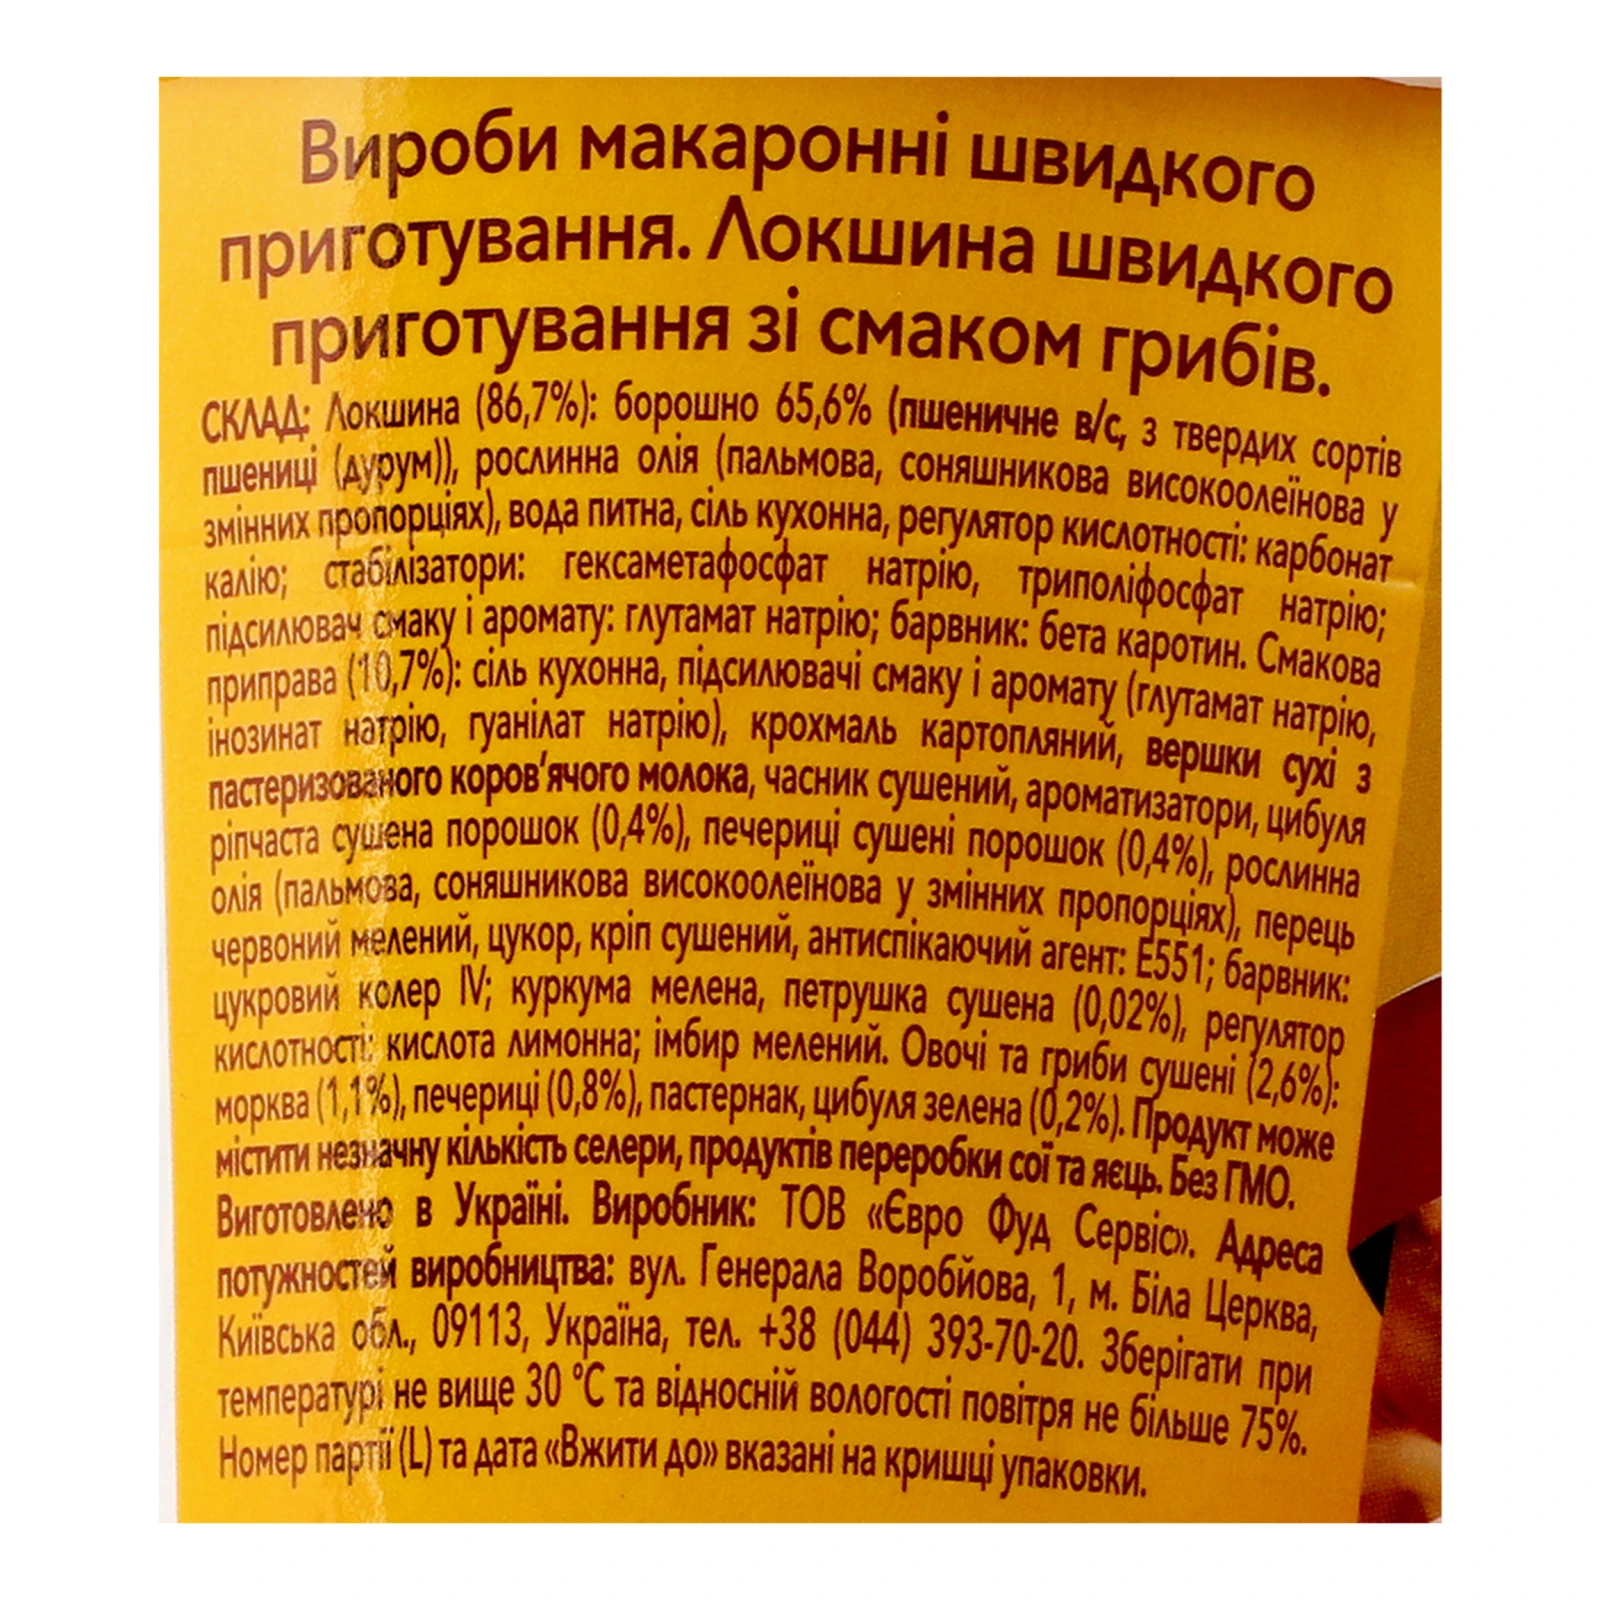 Вироби макаронні швидкого
приготування. Локшина швидкого
приготування зі смаком грибів.
СКЛАД: Локшина (86,7%): борошно 65,6% (пшеничне в/с, з твердих сортів
пшениці (дурум)), рослинна олія (пальмова, соняшникова високоолеїнова у
змінних пропорціях), вода питна, сіль кухонна, регулятор кислотності: карбонат
калію; стабілізатори: гексаметафосфат натрію, триполіфосфат натрію;
підсилювач смаку і аромату: глутамат натрію; барвник: бета каротин. Смакова
приправа (10,7%): сіль кухонна, підсилювачі смаку і аромату (глутамат натрію,
інозинат натрію, гуанілат натрію), крохмаль картопляний, вершки сухі з
пастеризованого коров’ячого молока, часник сушений, ароматизатори, цибуля
ріпчаста сушена порошок (0,4%), печериці сушені порошок (0,4%), рослинна
олія (пальмова, соняшникова високоолеїнова у змінних пропорціях), перець
червоний мелений, цукор, кріп сушений, антиспікаючий агент: Е551; барвник:
цукровий колер IV; куркума мелена, петрушка сушена (0,02%), регулятор
кислотності: кислота лимонна; імбир мелений. Овочі та гриби сушені (2,6%):
морква (1,1%), печериці (0,8%), пастернак, цибуля зелена (0,2%). Продукт може
містити незначну кількість селери, продуктів переробки сої та яєць. Без ГМО.
Виготовлено в Україні. Виробник: ТОВ «Євро Фуд Сервіс». Адреса
потужностей виробництва: вул. Генерала Воробйова, 1, м. Біла Церква,
Київська обл., 09113, Україна, тел. +38 (044) 393-70-20. Зберігати при
температурі не вище 30 °С та відносній вологості повітря не більше 75%.
Номер партії (L) та дата «Вжити до» вказані на кришці упаковки.